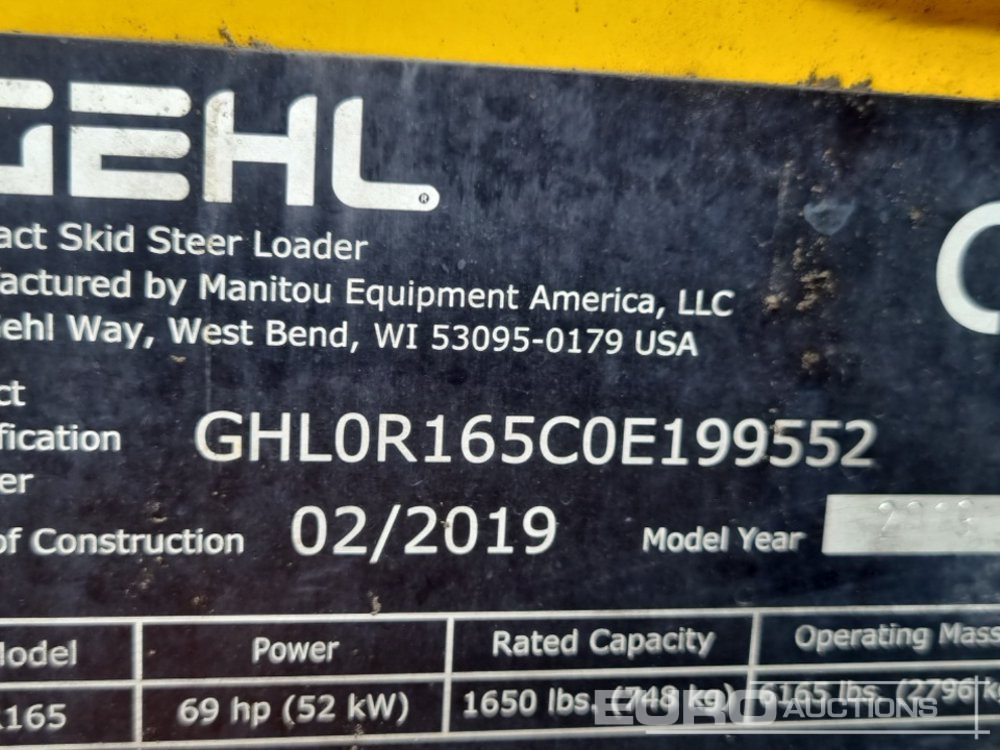 GEHL®
act Skid Steer Loader
factured by Manitou Equipment America, LLC
ehl Way, West Bend, WI 53095-0179 USA
ct
fication
er
GHL0R165C0E199552
of Construction 02/2019 Model Year
Model Power Rated Capacity Operating Mass
R165 69 hp (52 kW) 1650 lbs. (748 kg) 6165 lbs. (2796 k
EURO AUCTIONS